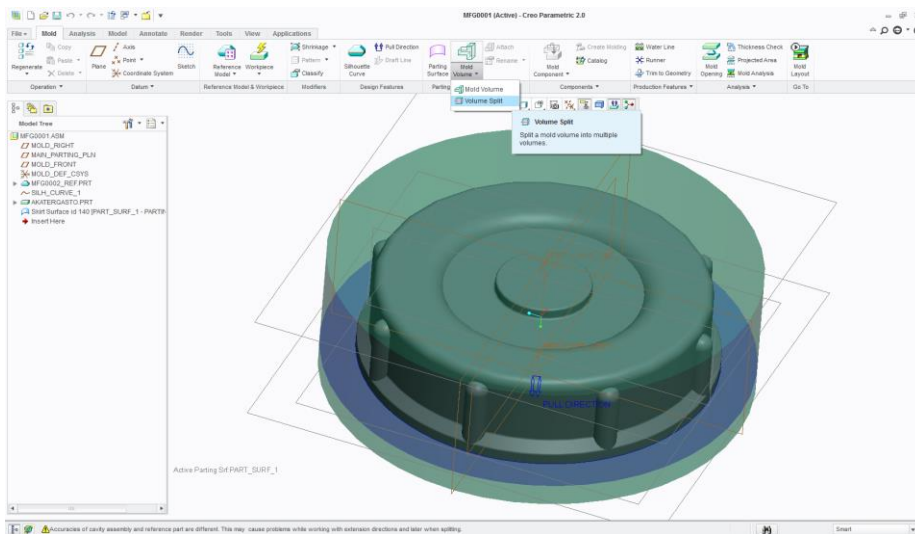 MFG0001 (Active) - Creo Parametric 2.0
File Mold Analysis Model Annotate Render Tools View Applications
Regenerate
Copy
Paste
Delete
Operation
Plane
Axis
Point
Coordinate System
Sketch
Datum
Reference Model
Workpiece
Reference Model & Workpiece
Shrinkage
Pattern
Classify
Modifiers
Silhouette Curve
Pull Direction
Draft Line
Design Features
Parting Surface
Mold Volume
Attach
Rename
Parting
Mold Component
Create Molding
Catalog
Components
Water Line
Runner
Trim to Geometry
Production Features
Mold Opening
Thickness Check
Projected Area
Mold Analysis
Analysis
Mold Layout
Go To
Mold Volume
Volume Split
Volume Split
Split a mold volume into multiple
volumes.
Model Tree
MFG0001.ASM
MOLD_RIGHT
MAIN_PARTING_PLN
MOLD_FRONT
MOLD_DEF_CSYS
MFG0002_REF.PRT
SILH_CURVE_1
AKATERGASTO.PRT
Skirt Surface id 140 [PART_SURF_1 - PARTIN
Insert Here
PULL DIRECTION
Active Parting Srf PART_SURF_1
Accuracies of cavity assembly and reference part are different. This may cause problems while working with extension directions and later when splitting.
Smart